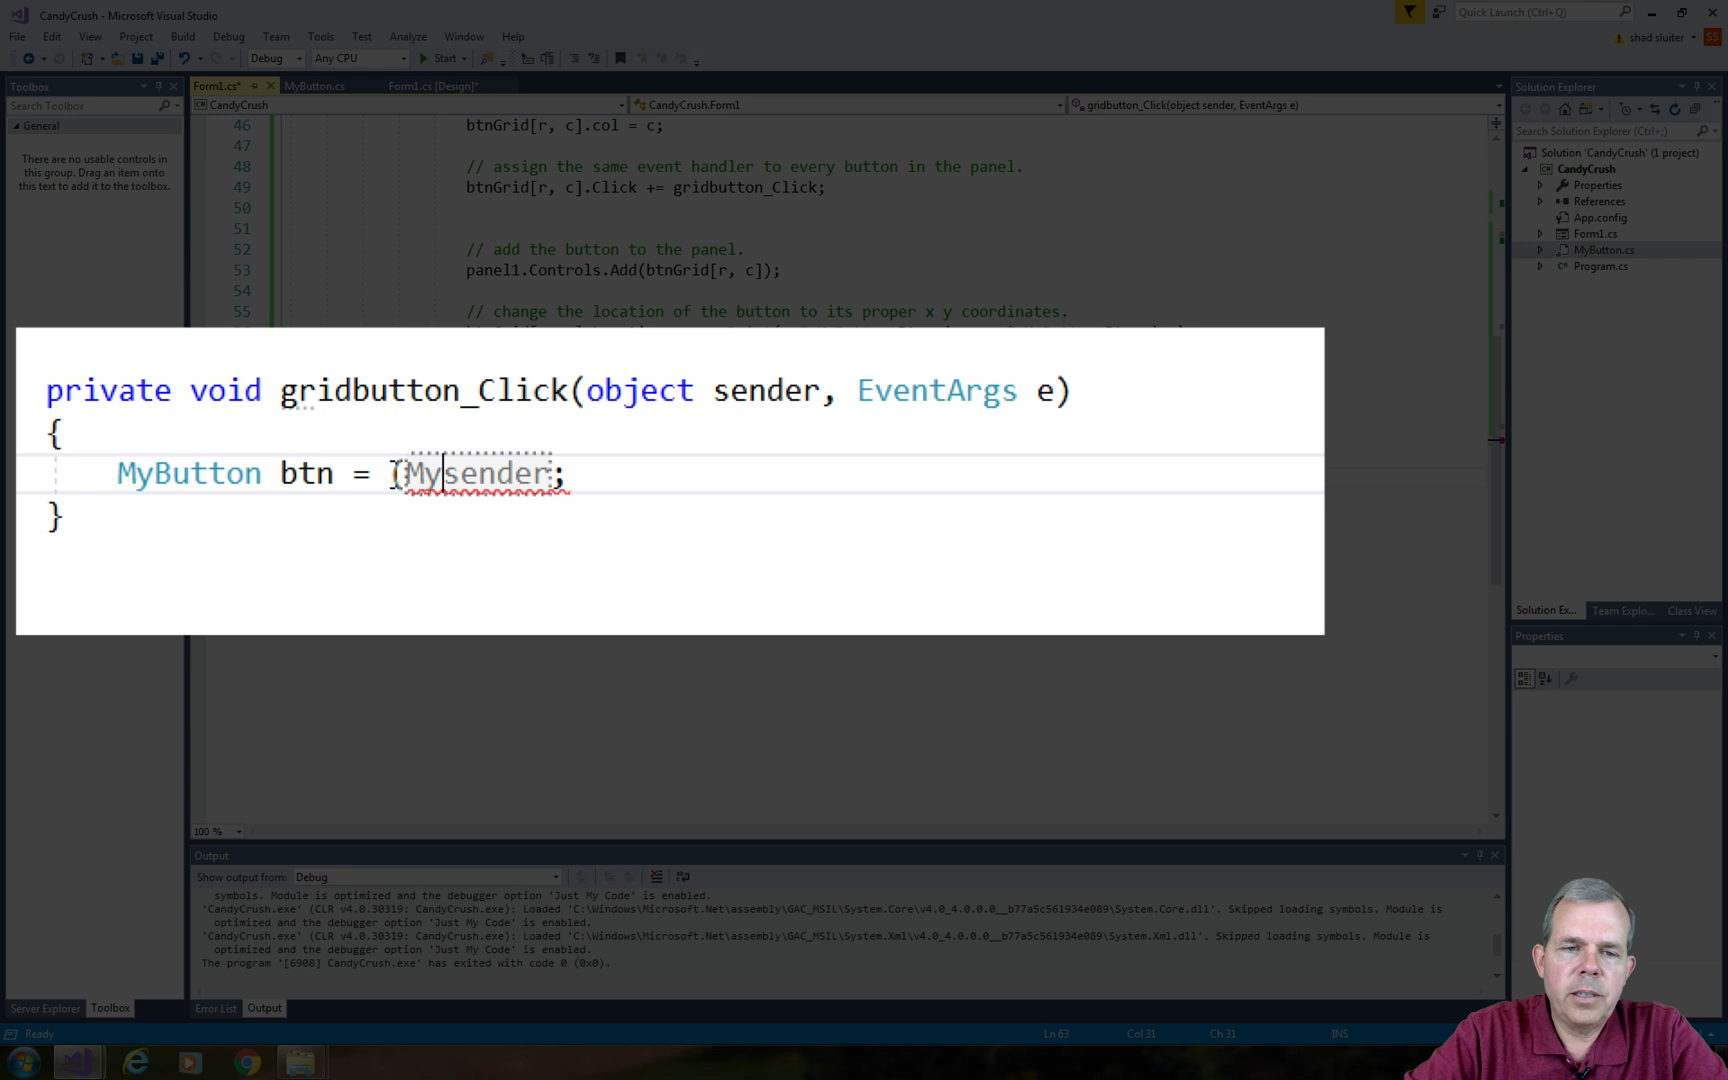 CandyCrush - Microsoft Visual Studio
Quick Launch (Ctrl+Q)
File Edit View Project Build Debug Team Tools Test Analyze Window Help
shad sluiter SS
Debug Any CPU Start
Toolbox
Search Toolbox
General
There are no usable controls in
this group. Drag an item onto
this text to add it to the toolbox.
Form1.cs* MyButton.cs Form1.cs [Design]*
CandyCrush CandyCrush.Form1 gridbutton_Click(object sender, EventArgs e)
46 btnGrid[r, c].col = c;
47
48 // assign the same event handler to every button in the panel.
49 btnGrid[r, c].Click += gridbutton_Click;
50
51
52 // add the button to the panel.
53 panel1.Controls.Add(btnGrid[r, c]);
54
55 // change the location of the button to its proper x y coordinates.
private void gridbutton_Click(object sender, EventArgs e)
{
MyButton btn = (Mysender;
}
100 %
Output
Show output from: Debug
symbols. Module is optimized and the debugger option 'Just My Code' is enabled.
'CandyCrush.exe' (CLR v4.0.30319: CandyCrush.exe): Loaded 'C:\Windows\Microsoft.Net\assembly\GAC_MSIL\System.Core\v4.0_4.0.0.0__b77a5c561934e089\System.Core.dll'. Skipped loading symbols. Module is
optimized and the debugger option 'Just My Code' is enabled.
'CandyCrush.exe' (CLR v4.0.30319: CandyCrush.exe): Loaded 'C:\Windows\Microsoft.Net\assembly\GAC_MSIL\System.Xml\v4.0_4.0.0.0__b77a5c561934e089\System.Xml.dll'. Skipped loading symbols. Module is
optimized and the debugger option 'Just My Code' is enabled.
The program '[6908] CandyCrush.exe' has exited with code 0 (0x0).
Server Explorer Toolbox
Error List Output
Solution Explorer
Search Solution Explorer (Ctrl+;)
Solution 'CandyCrush' (1 project)
CandyCrush
Properties
References
App.config
Form1.cs
MyButton.cs
Program.cs
Solution Ex... Team Explo... Class View
Properties
Ready Ln 63 Col 31 Ch 31 INS